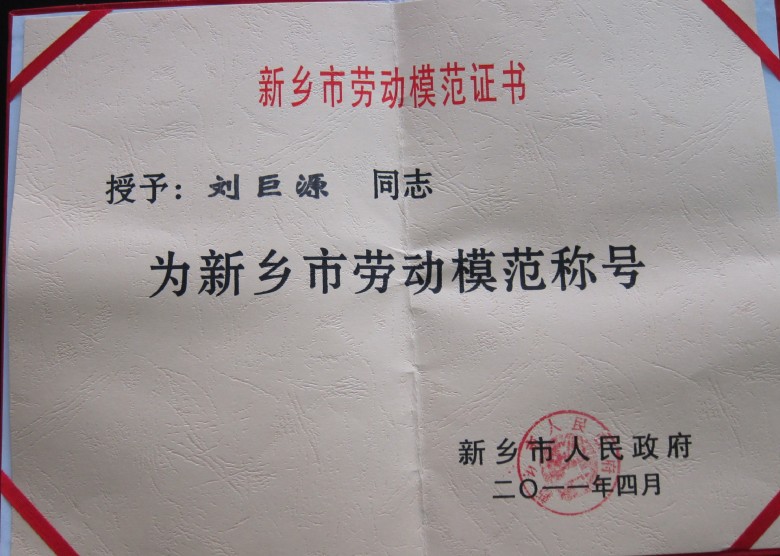 新乡市劳动模范证书
授予：刘巨源 同志
为新乡市劳动模范称号
新乡市人民政府
二〇一一年四月